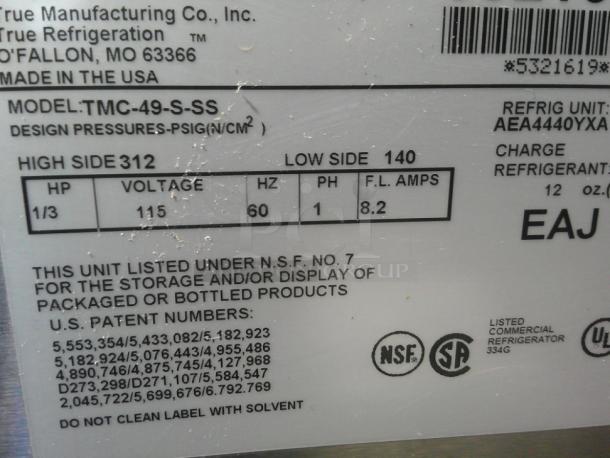 True Manufacturing Co., Inc.
True Refrigeration TM
O'FALLON, MO 63366
MADE IN THE USA
*5321619*
MODEL:TMC-49-S-SS
DESIGN PRESSURES-PSIG(N/CM2 )
REFRIG UNIT:
AEA4440YXA
HIGH SIDE 312 LOW SIDE 140
CHARGE
REFRIGERANT:
12 oz.(
HP VOLTAGE HZ PH F.L. AMPS
1/3 115 60 1 8.2
EAJ
THIS UNIT LISTED UNDER N.S.F. NO. 7
FOR THE STORAGE AND/OR DISPLAY OF
PACKAGED OR BOTTLED PRODUCTS
U.S. PATENT NUMBERS:
5,553,354/5,433,082/5,182,923
5,182,924/5,076,443/4,955,486
4,890,746/4,875,745/4,127,968
D273,298/D271,107/5,584,547
2,045,722/5,699,676/6.792.769
DO NOT CLEAN LABEL WITH SOLVENT
NSF
SA
LISTED
COMMERCIAL
REFRIGERATOR
334G
UL